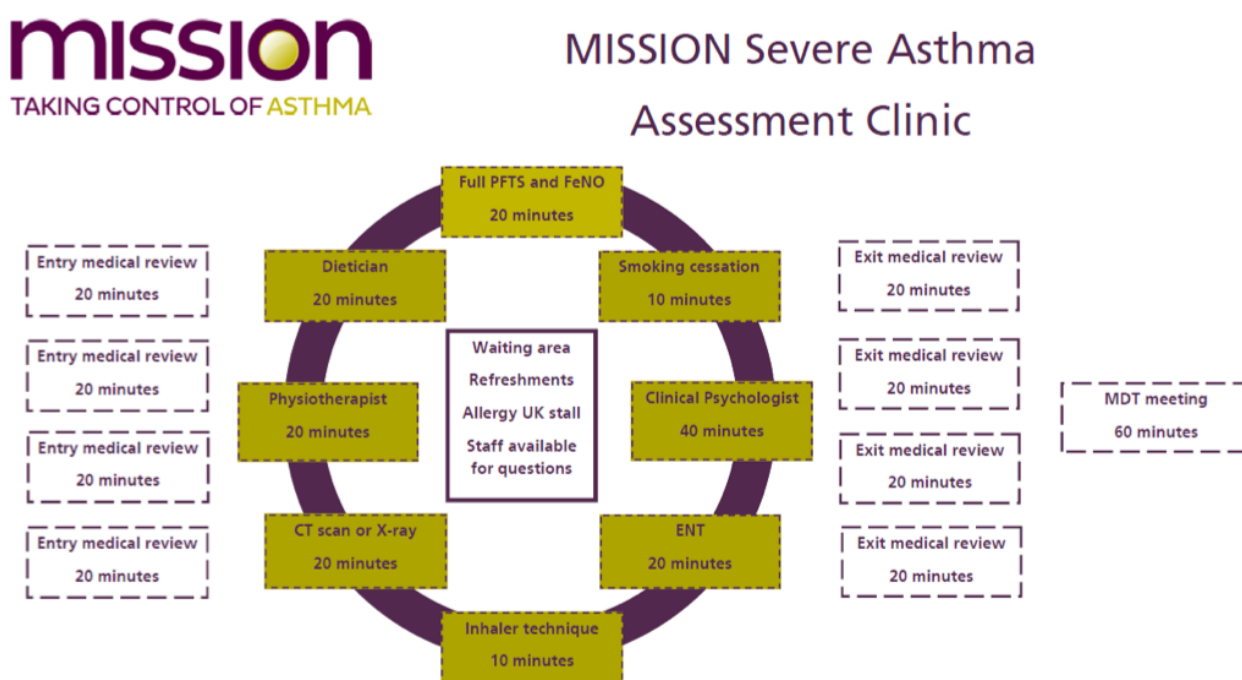 mission
TAKING CONTROL OF ASTHMA
MISSION Severe Asthma
Assessment Clinic
Full PFTS and FeNO
20 minutes
Dietician
20 minutes
Smoking cessation
10 minutes
Entry medical review
20 minutes
Entry medical review
20 minutes
Entry medical review
20 minutes
Entry medical review
20 minutes
Physiotherapist
20 minutes
Waiting area
Refreshments
Allergy UK stall
Staff available
for questions
Clinical Psychologist
40 minutes
CT scan or X-ray
20 minutes
ENT
20 minutes
Inhaler technique
10 minutes
Exit medical review
20 minutes
Exit medical review
20 minutes
Exit medical review
20 minutes
Exit medical review
20 minutes
MDT meeting
60 minutes